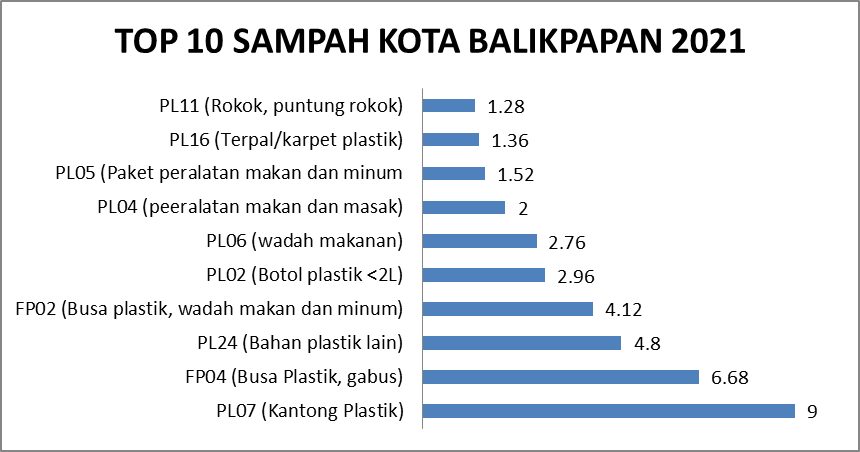 TOP 10 SAMPAH KOTA BALIKPAPAN 2021
PL11 (Rokok, puntung rokok) 1.28
PL16 (Terpal/karpet plastik) 1.36
PL05 (Paket peralatan makan dan minum 1.52
PL04 (peeralatan makan dan masak) 2
PL06 (wadah makanan) 2.76
PL02 (Botol plastik <2L) 2.96
FP02 (Busa plastik, wadah makan dan minum) 4.12
PL24 (Bahan plastik lain) 4.8
FP04 (Busa Plastik, gabus) 6.68
PL07 (Kantong Plastik) 9